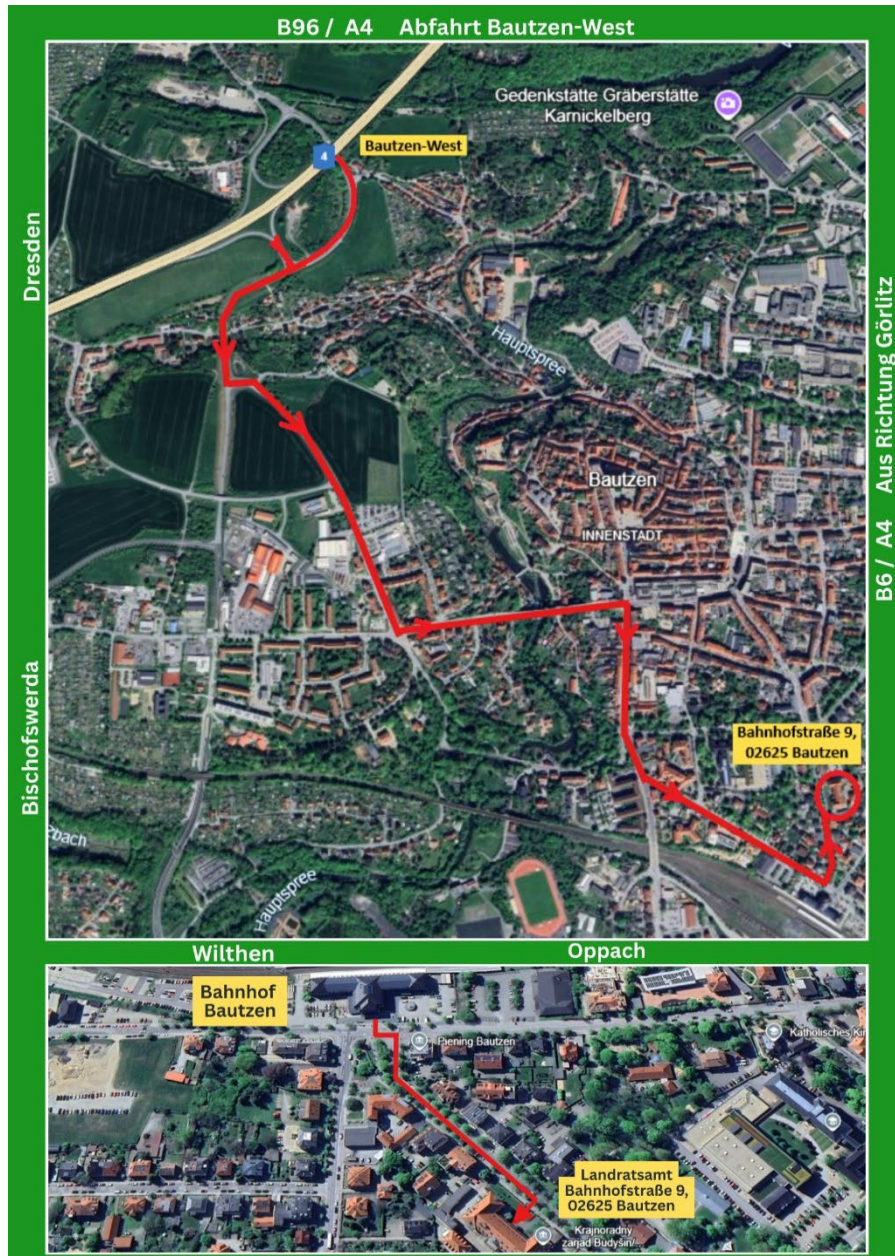 B96 / A4 Abfahrt Bautzen-West
Gedenkstätte Gräberstätte
Karnickelberg
4
Bautzen-West
Dresden
Hauptspree
B6 / A4 Aus Richtung Görlitz
Bautzen
INNENSTADT
Bischofswerda
Bahnhofstraße 9,
02625 Bautzen
zbach
Hauptspree
Wilthen
Oppach
Bahnhof
Bautzen
Piening Bautzen
Katholisches Kin
Landratsamt
Bahnhofstraße 9,
02625 Bautzen
Krajnoradny
zarjad Budyšin/...